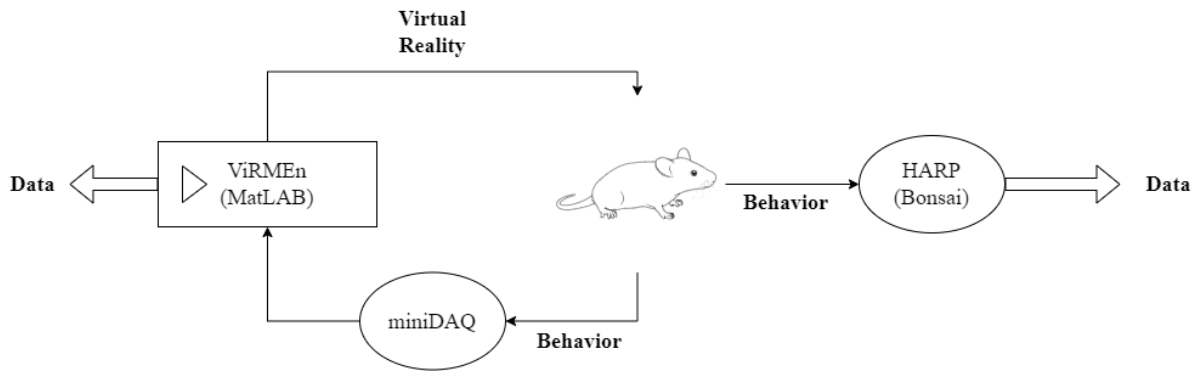 Virtual
Reality
Data
ViRMEn
(MatLAB)
Behavior
HARP
(Bonsai)
Data
miniDAQ
Behavior